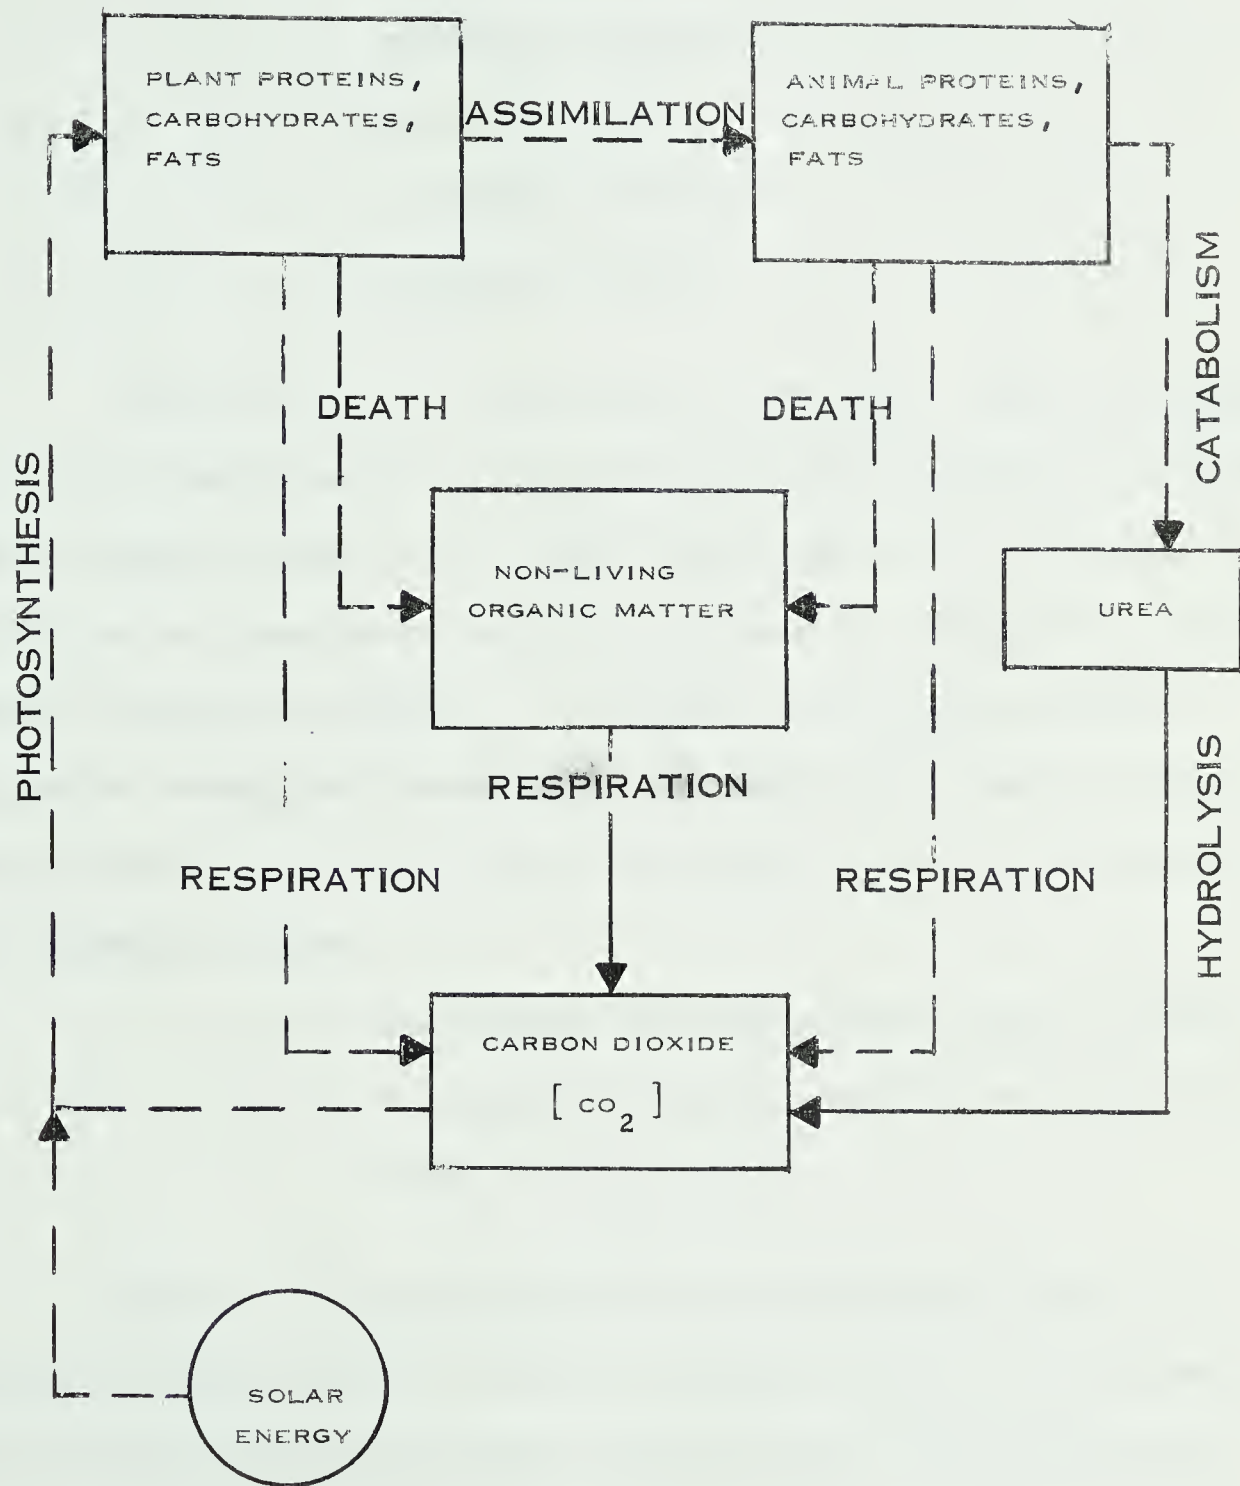 PLANT PROTEINS,
CARBOHYDRATES,
FATS
ASSIMILATION
ANIMAL PROTEINS,
CARBOHYDRATES,
FATS
CATABOLISM
DEATH
DEATH
PHOTOSYNTHESIS
NON-LIVING
ORGANIC MATTER
UREA
RESPIRATION
HYDROLYSIS
RESPIRATION
RESPIRATION
CARBON DIOXIDE
[ CO2 ]
SOLAR
ENERGY